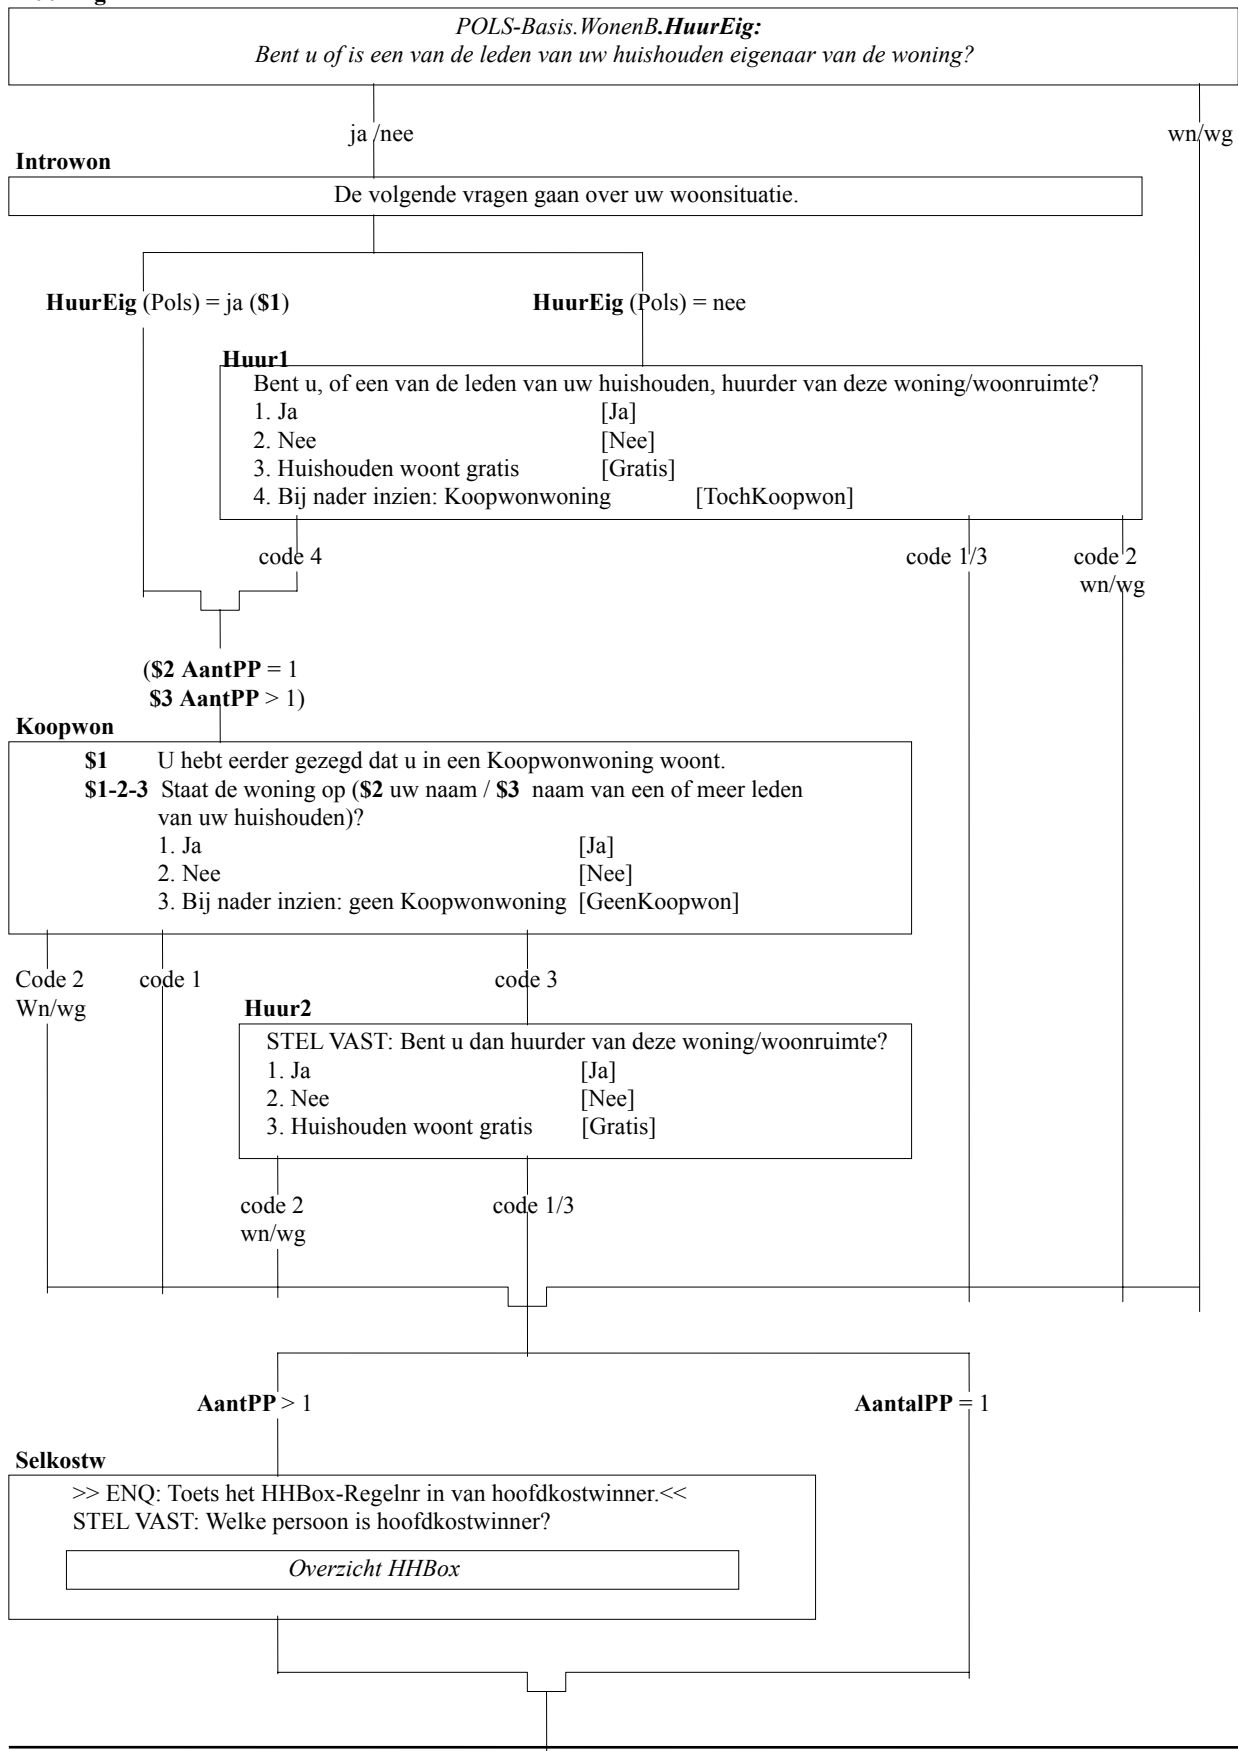 POLS-Basis.WonenB.HuurEig:
Bent u of is een van de leden van uw huishouden eigenaar van de woning?
ja /nee wn/wg
Introwon
De volgende vragen gaan over uw woonsituatie.
HuurEig (Pols) = ja ($1) HuurEig (Pols) = nee
Huur1
Bent u, of een van de leden van uw huishouden, huurder van deze woning/woonruimte?
1. Ja [Ja]
2. Nee [Nee]
3. Huishouden woont gratis [Gratis]
4. Bij nader inzien: Koopwonwoning [TochKoopwon]
code 4 code 1/3 code 2
wn/wg
($2 AantPP = 1
$3 AantPP > 1)
Koopwon
$1 U hebt eerder gezegd dat u in een Koopwonwoning woont.
$1-2-3 Staat de woning op ($2 uw naam / $3 naam van een of meer leden
van uw huishouden)?
1. Ja [Ja]
2. Nee [Nee]
3. Bij nader inzien: geen Koopwonwoning [GeenKoopwon]
Code 2 code 1 code 3
Wn/wg Huur2
STEL VAST: Bent u dan huurder van deze woning/woonruimte?
1. Ja [Ja]
2. Nee [Nee]
3. Huishouden woont gratis [Gratis]
code 2 code 1/3
wn/wg
AantPP > 1 AantalPP = 1
Selkostw
>> ENQ: Toets het HHBox-Regelnr in van hoofdkostwinner.<<
STEL VAST: Welke persoon is hoofdkostwinner?
Overzicht HHBox